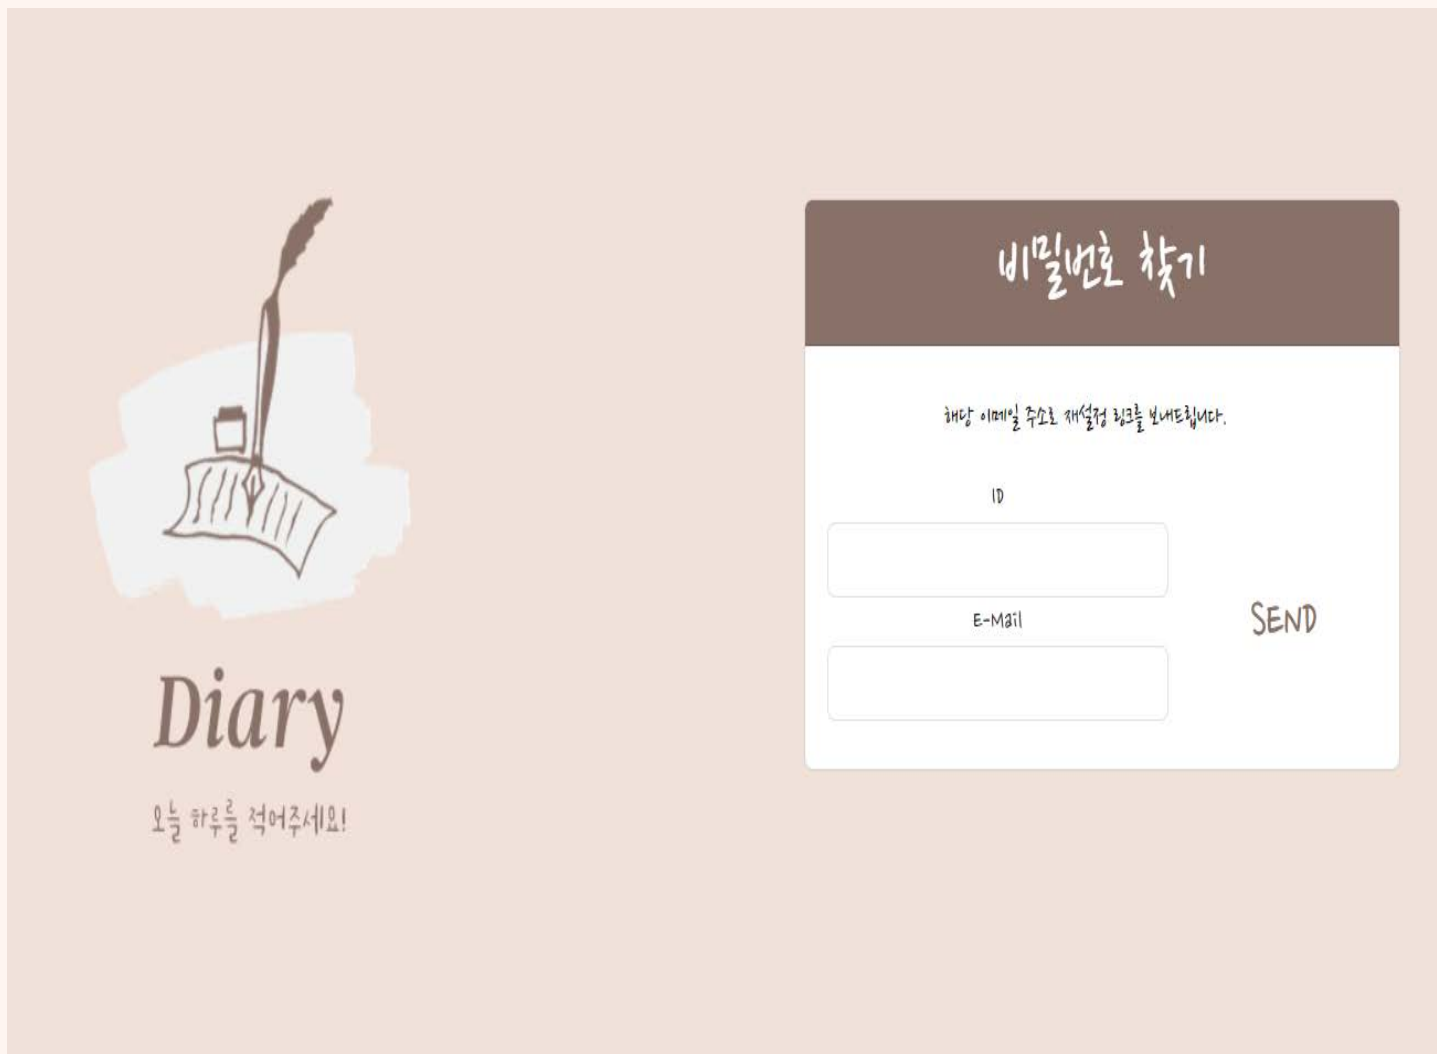 Diary
오늘 하루를 적어주세요!
비밀번호 찾기
해당 이메일 주소로 재설정 링크를 보내드립니다.
ID
E-Mail
SEND